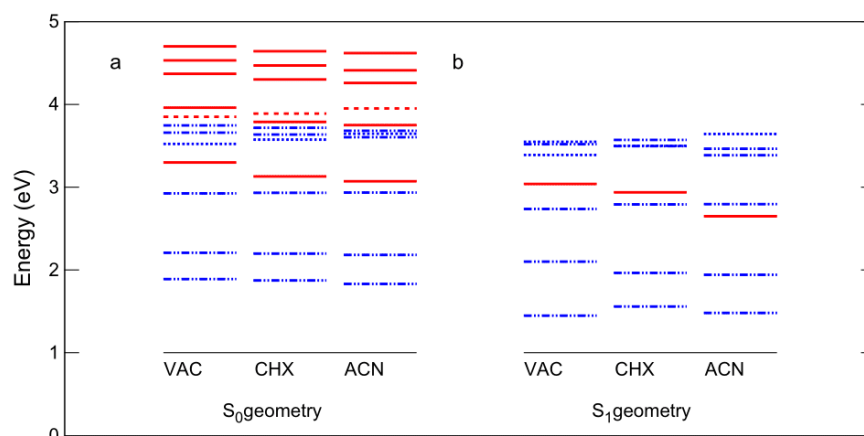 5
a
b
4
3
Energy (eV)
2
1
VAC CHX ACN VAC CHX ACN
S₀geometry S₁geometry
0